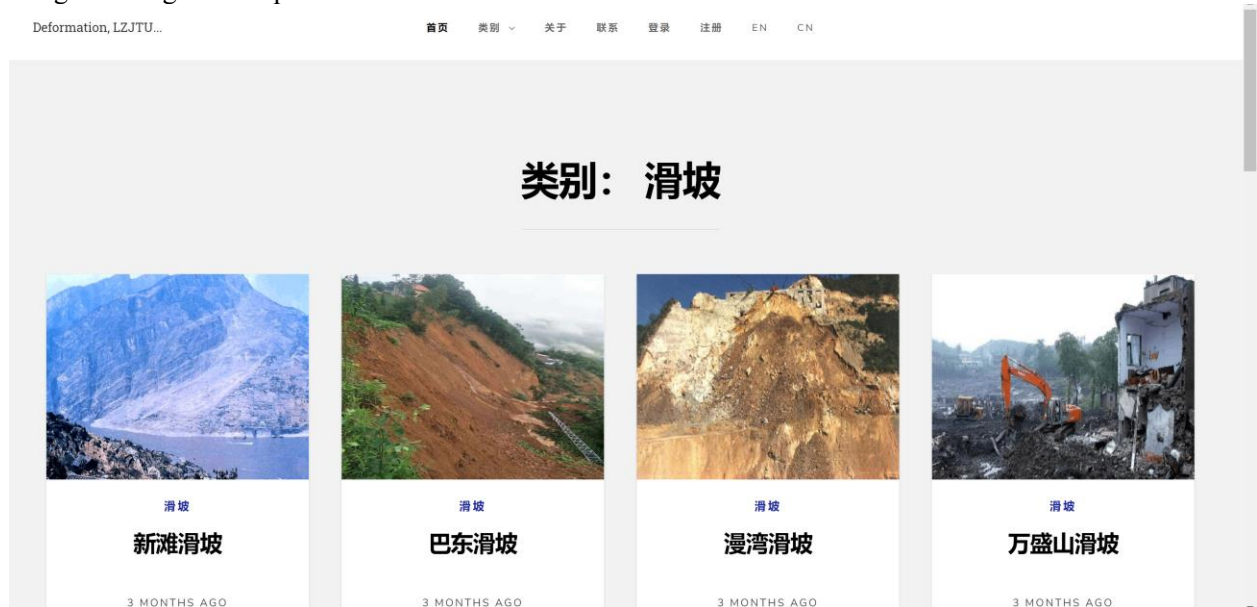 Deformation, LZJTU...
首页 类别 关于 联系 登录 注册 EN CN
类别： 滑坡
滑坡 滑坡 滑坡 滑坡
新滩滑坡 巴东滑坡 漫湾滑坡 万盛山滑坡
3 MONTHS AGO 3 MONTHS AGO 3 MONTHS AGO 3 MONTHS AGO